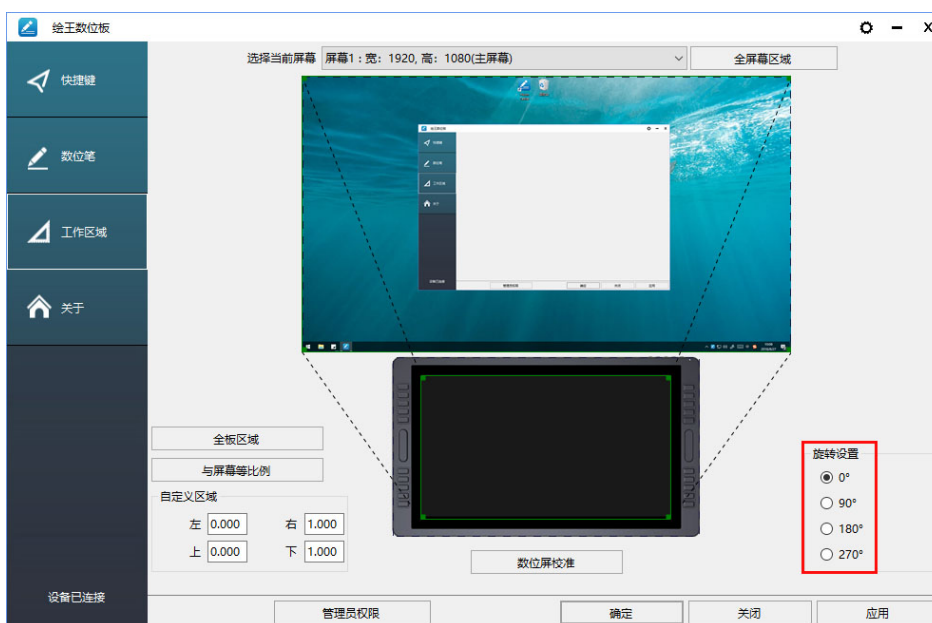 绘王数位板
选择当前屏幕 屏幕1：宽：1920, 高：1080(主屏幕) 全屏幕区域
快捷键
数位笔
工作区域
关于
全板区域
与屏幕等比例
自定义区域
左 0.000 右 1.000
上 0.000 下 1.000
数位屏校准
旋转设置
0°
90°
180°
270°
设备已连接
管理员权限 确定 关闭 应用